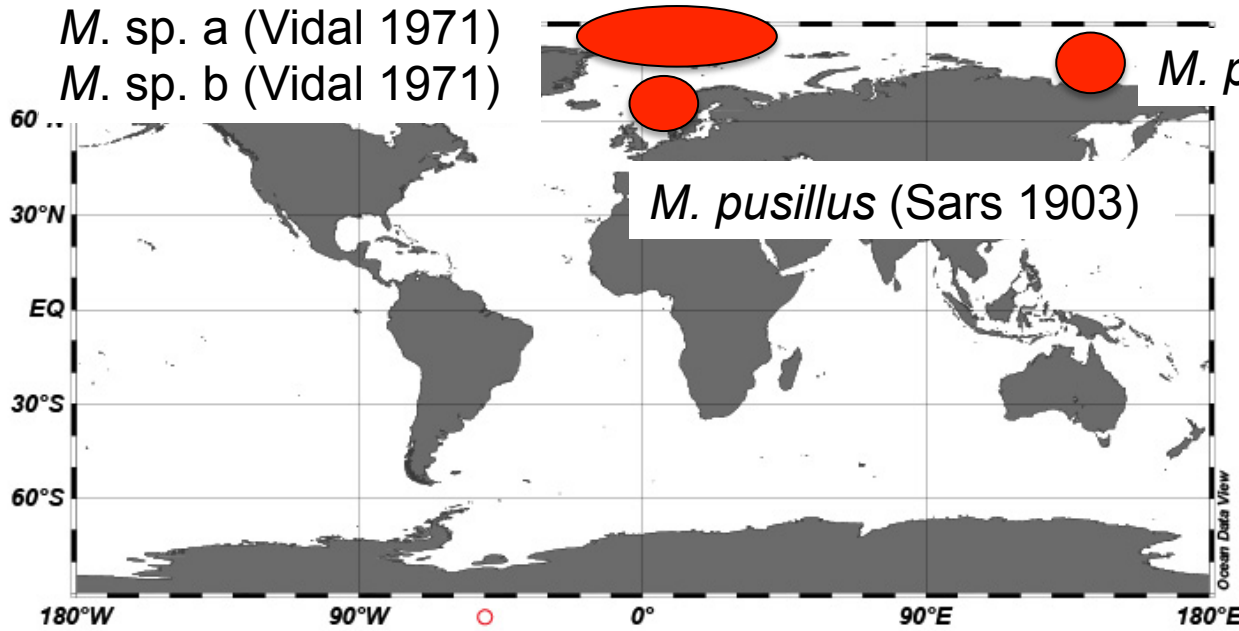 M. sp. a (Vidal 1971)
M. sp. b (Vidal 1971)
M. p
60°N
M. pusillus (Sars 1903)
30°N
EQ
30°S
60°S
Ocean Data View
180°W 90°W 0° 90°E 180°E